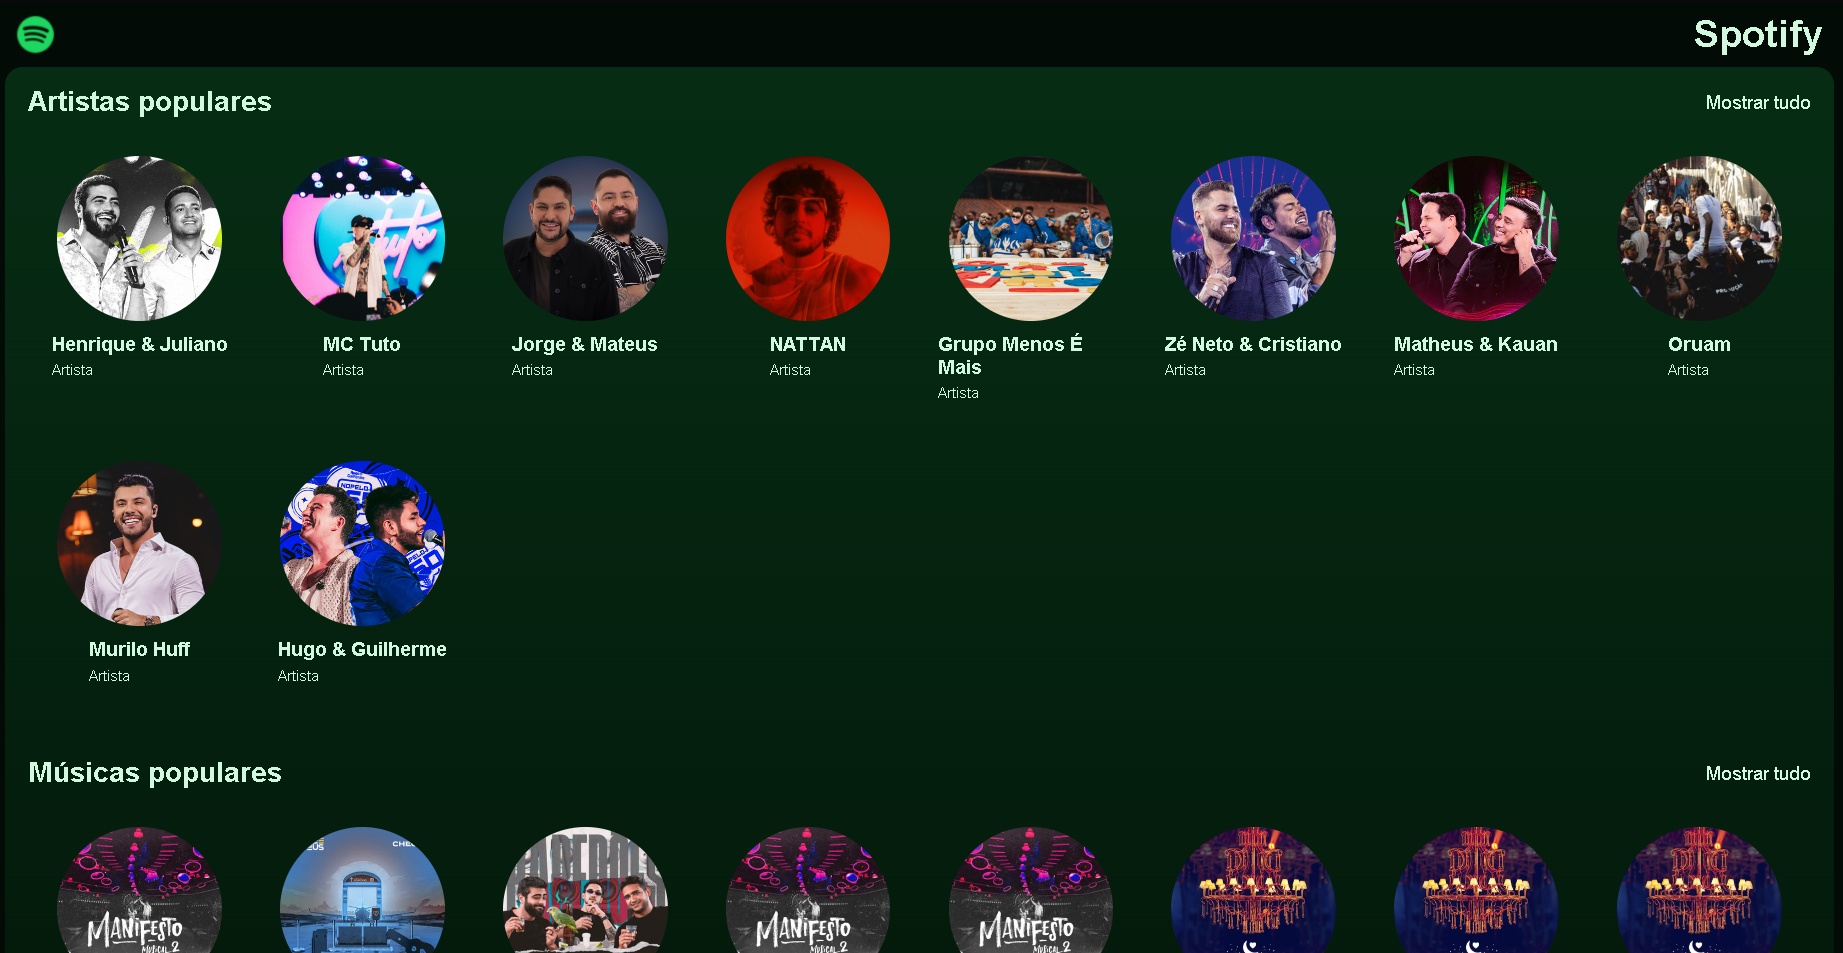 Spotify
Artistas populares
Mostrar tudo
Henrique & Juliano
Artista
MC Tuto
Artista
Jorge & Mateus
Artista
NATTAN
Artista
Grupo Menos É
Mais
Artista
Zé Neto & Cristiano
Artista
Matheus & Kauan
Artista
Oruam
Artista
Murilo Huff
Artista
Hugo & Guilherme
Artista
Músicas populares
Mostrar tudo
MANIFESTO
MUSICAL 2
MANIFESTO
MUSICAL 2
MANIFESTO
MUSICAL 2